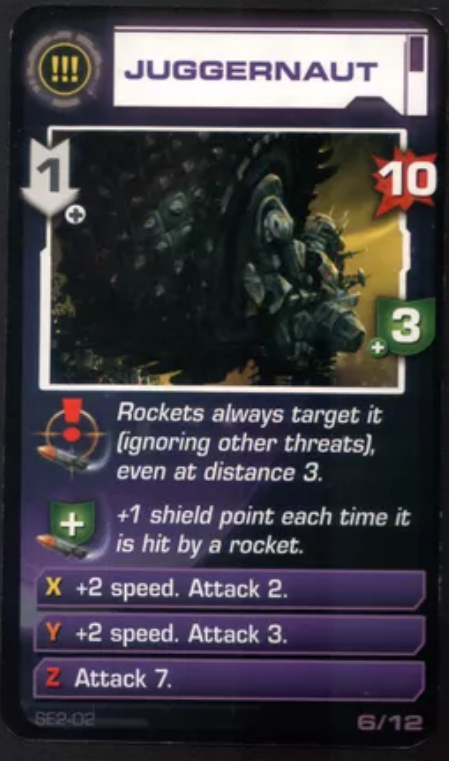 !!!
JUGGERNAUT
1
10
+3
Rockets always target it
(ignoring other threats),
even at distance 3.
+1 shield point each time it
is hit by a rocket.
X +2 speed. Attack 2.
Y +2 speed. Attack 3.
Z Attack 7.
SE2-02
6/12